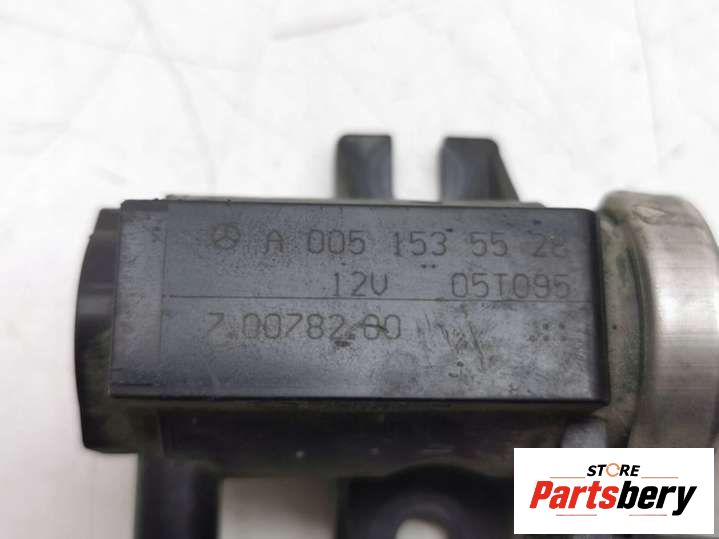 A 005 153 55 28
12V 05T095
7.00782.00
STORE
Partsbery